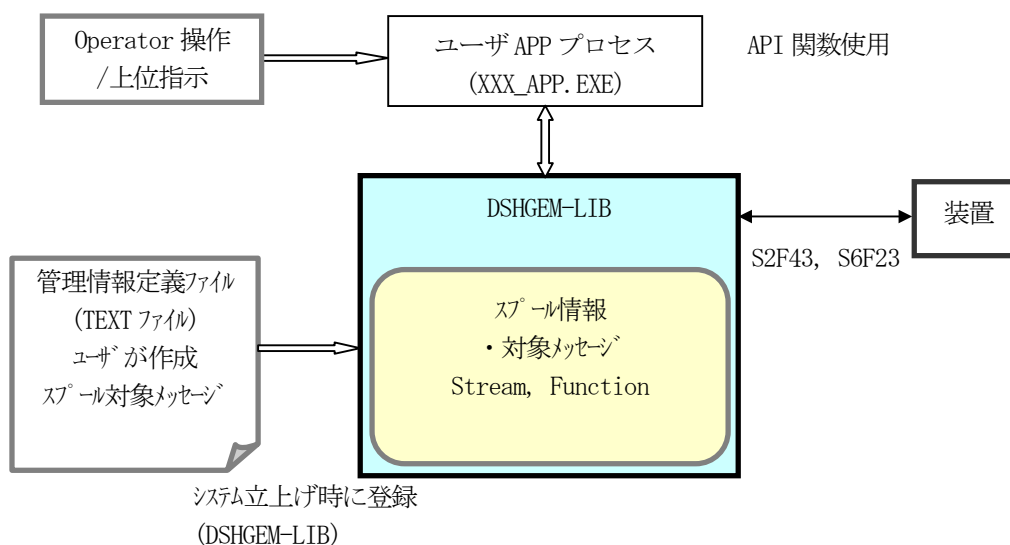 Operator 操作
/上位指示
ユーザ APP プロセス
(XXX_APP.EXE)
API 関数使用
DSHGEM-LIB
装置
S2F43, S6F23
管理情報定義ファイル
(TEXT ファイル)
ユーザが作成
スプール対象メッセージ
スプール情報
・対象メッセージ
Stream, Function
システム立上げ時に登録
(DSHGEM-LIB)